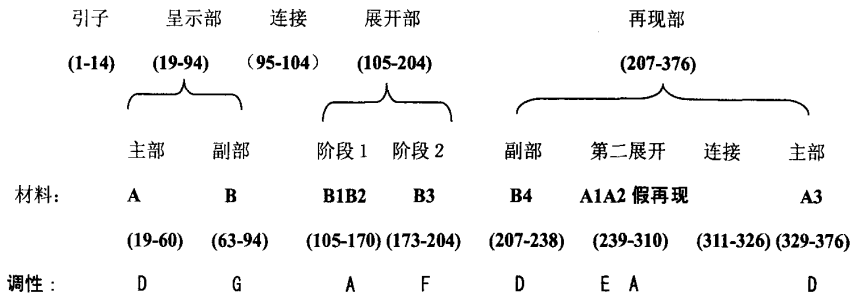 引子 呈示部 连接 展开部 再现部
(1-14) (19-94) （95-104） (105-204) (207-376)
主部 副部 阶段 1 阶段 2 副部 第二展开 连接 主部
材料： A B B1B2 B3 B4 A1A2 假再现 A3
(19-60) (63-94) (105-170) (173-204) (207-238) (239-310) (311-326) (329-376)
调性： D G A F D E A D